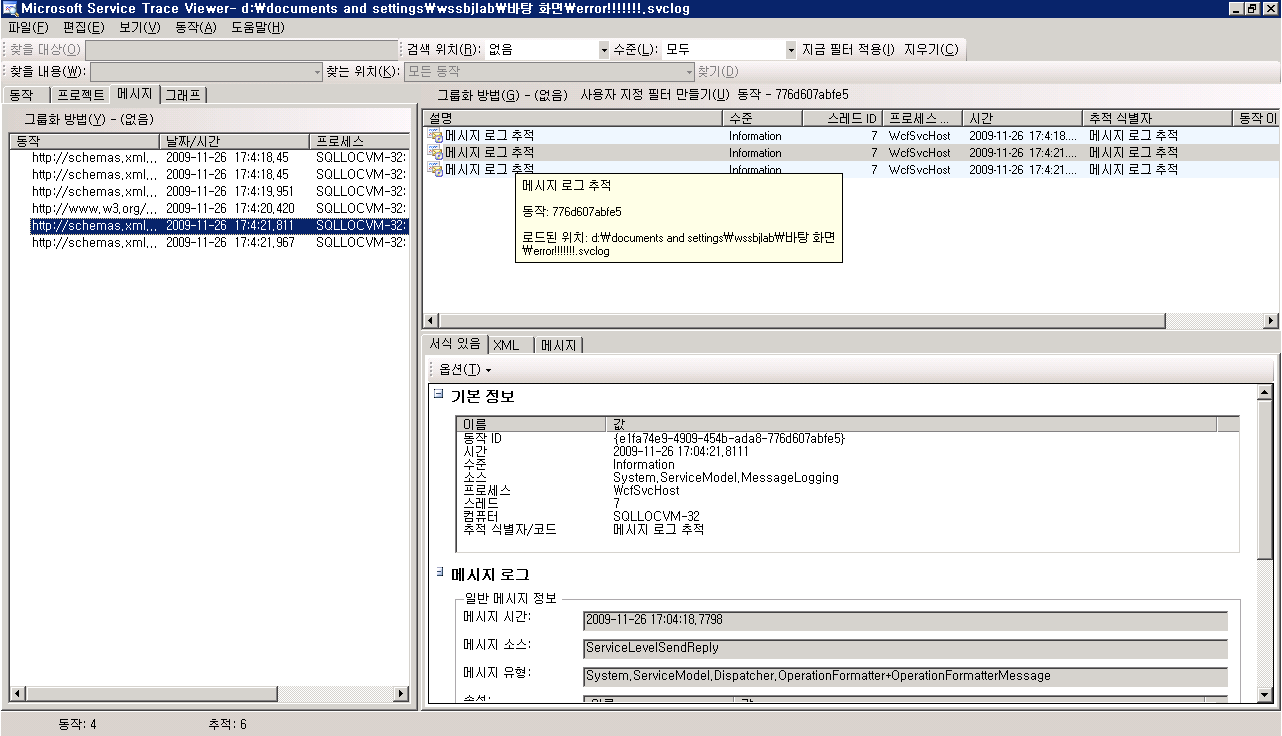 Microsoft Service Trace Viewer- d:₩documents and settings₩wssbjlab₩바탕 화면₩error!!!!!!!.svclog
파일(F) 편집(E) 보기(V) 동작(A) 도움말(H)
찾을 대상(O) 검색 위치(R): 없음 수준(L): 모두 지금 필터 적용(I) 지우기(C)
찾을 내용(W): 찾는 위치(K): 모든 동작 찾기(D)
동작 프로젝트 메시지 그래프
그룹화 방법(Y) - (없음)
동작 날짜/시간 프로세스
http://schemas.xml... 2009-11-26 17:4:18.45 SQLLOCVM-32:
http://schemas.xml... 2009-11-26 17:4:18.45 SQLLOCVM-32:
http://schemas.xml... 2009-11-26 17:4:19.951 SQLLOCVM-32:
http://www.w3.org/... 2009-11-26 17:4:20.420 SQLLOCVM-32:
http://schemas.xml... 2009-11-26 17:4:21.811 SQLLOCVM-32:
http://schemas.xml... 2009-11-26 17:4:21.967 SQLLOCVM-32:
그룹화 방법(G) - (없음) 사용자 지정 필터 만들기(U) 동작 - 776d607abfe5
설명 수준 스레드 ID 프로세스 ... 시간 추적 식별자 동작 이
메시지 로그 추적 Information 7 WcfSvcHost 2009-11-26 17:4:18.... 메시지 로그 추적
메시지 로그 추적 Information 7 WcfSvcHost 2009-11-26 17:4:21.... 메시지 로그 추적
메시지 로그 추적 Information 7 WcfSvcHost 2009-11-26 17:4:21.... 메시지 로그 추적
메시지 로그 추적
동작: 776d607abfe5
로드된 위치: d:₩documents and settings₩wssbjlab₩바탕 화면
₩error!!!!!!!.svclog
서식 있음 XML 메시지
옵션(T)
기본 정보
이름 값
동작 ID {e1fa74e9-4909-454b-ada8-776d607abfe5}
시간 2009-11-26 17:04:21.8111
수준 Information
소스 System.ServiceModel.MessageLogging
프로세스 WcfSvcHost
스레드 7
컴퓨터 SQLLOCVM-32
추적 식별자/코드 메시지 로그 추적
메시지 로그
일반 메시지 정보
메시지 시간: 2009-11-26 17:04:18.7798
메시지 소스: ServiceLevelSendReply
메시지 유형: System.ServiceModel.Dispatcher.OperationFormatter+OperationFormatterMessage
속성: 이름 값
동작: 4 추적: 6